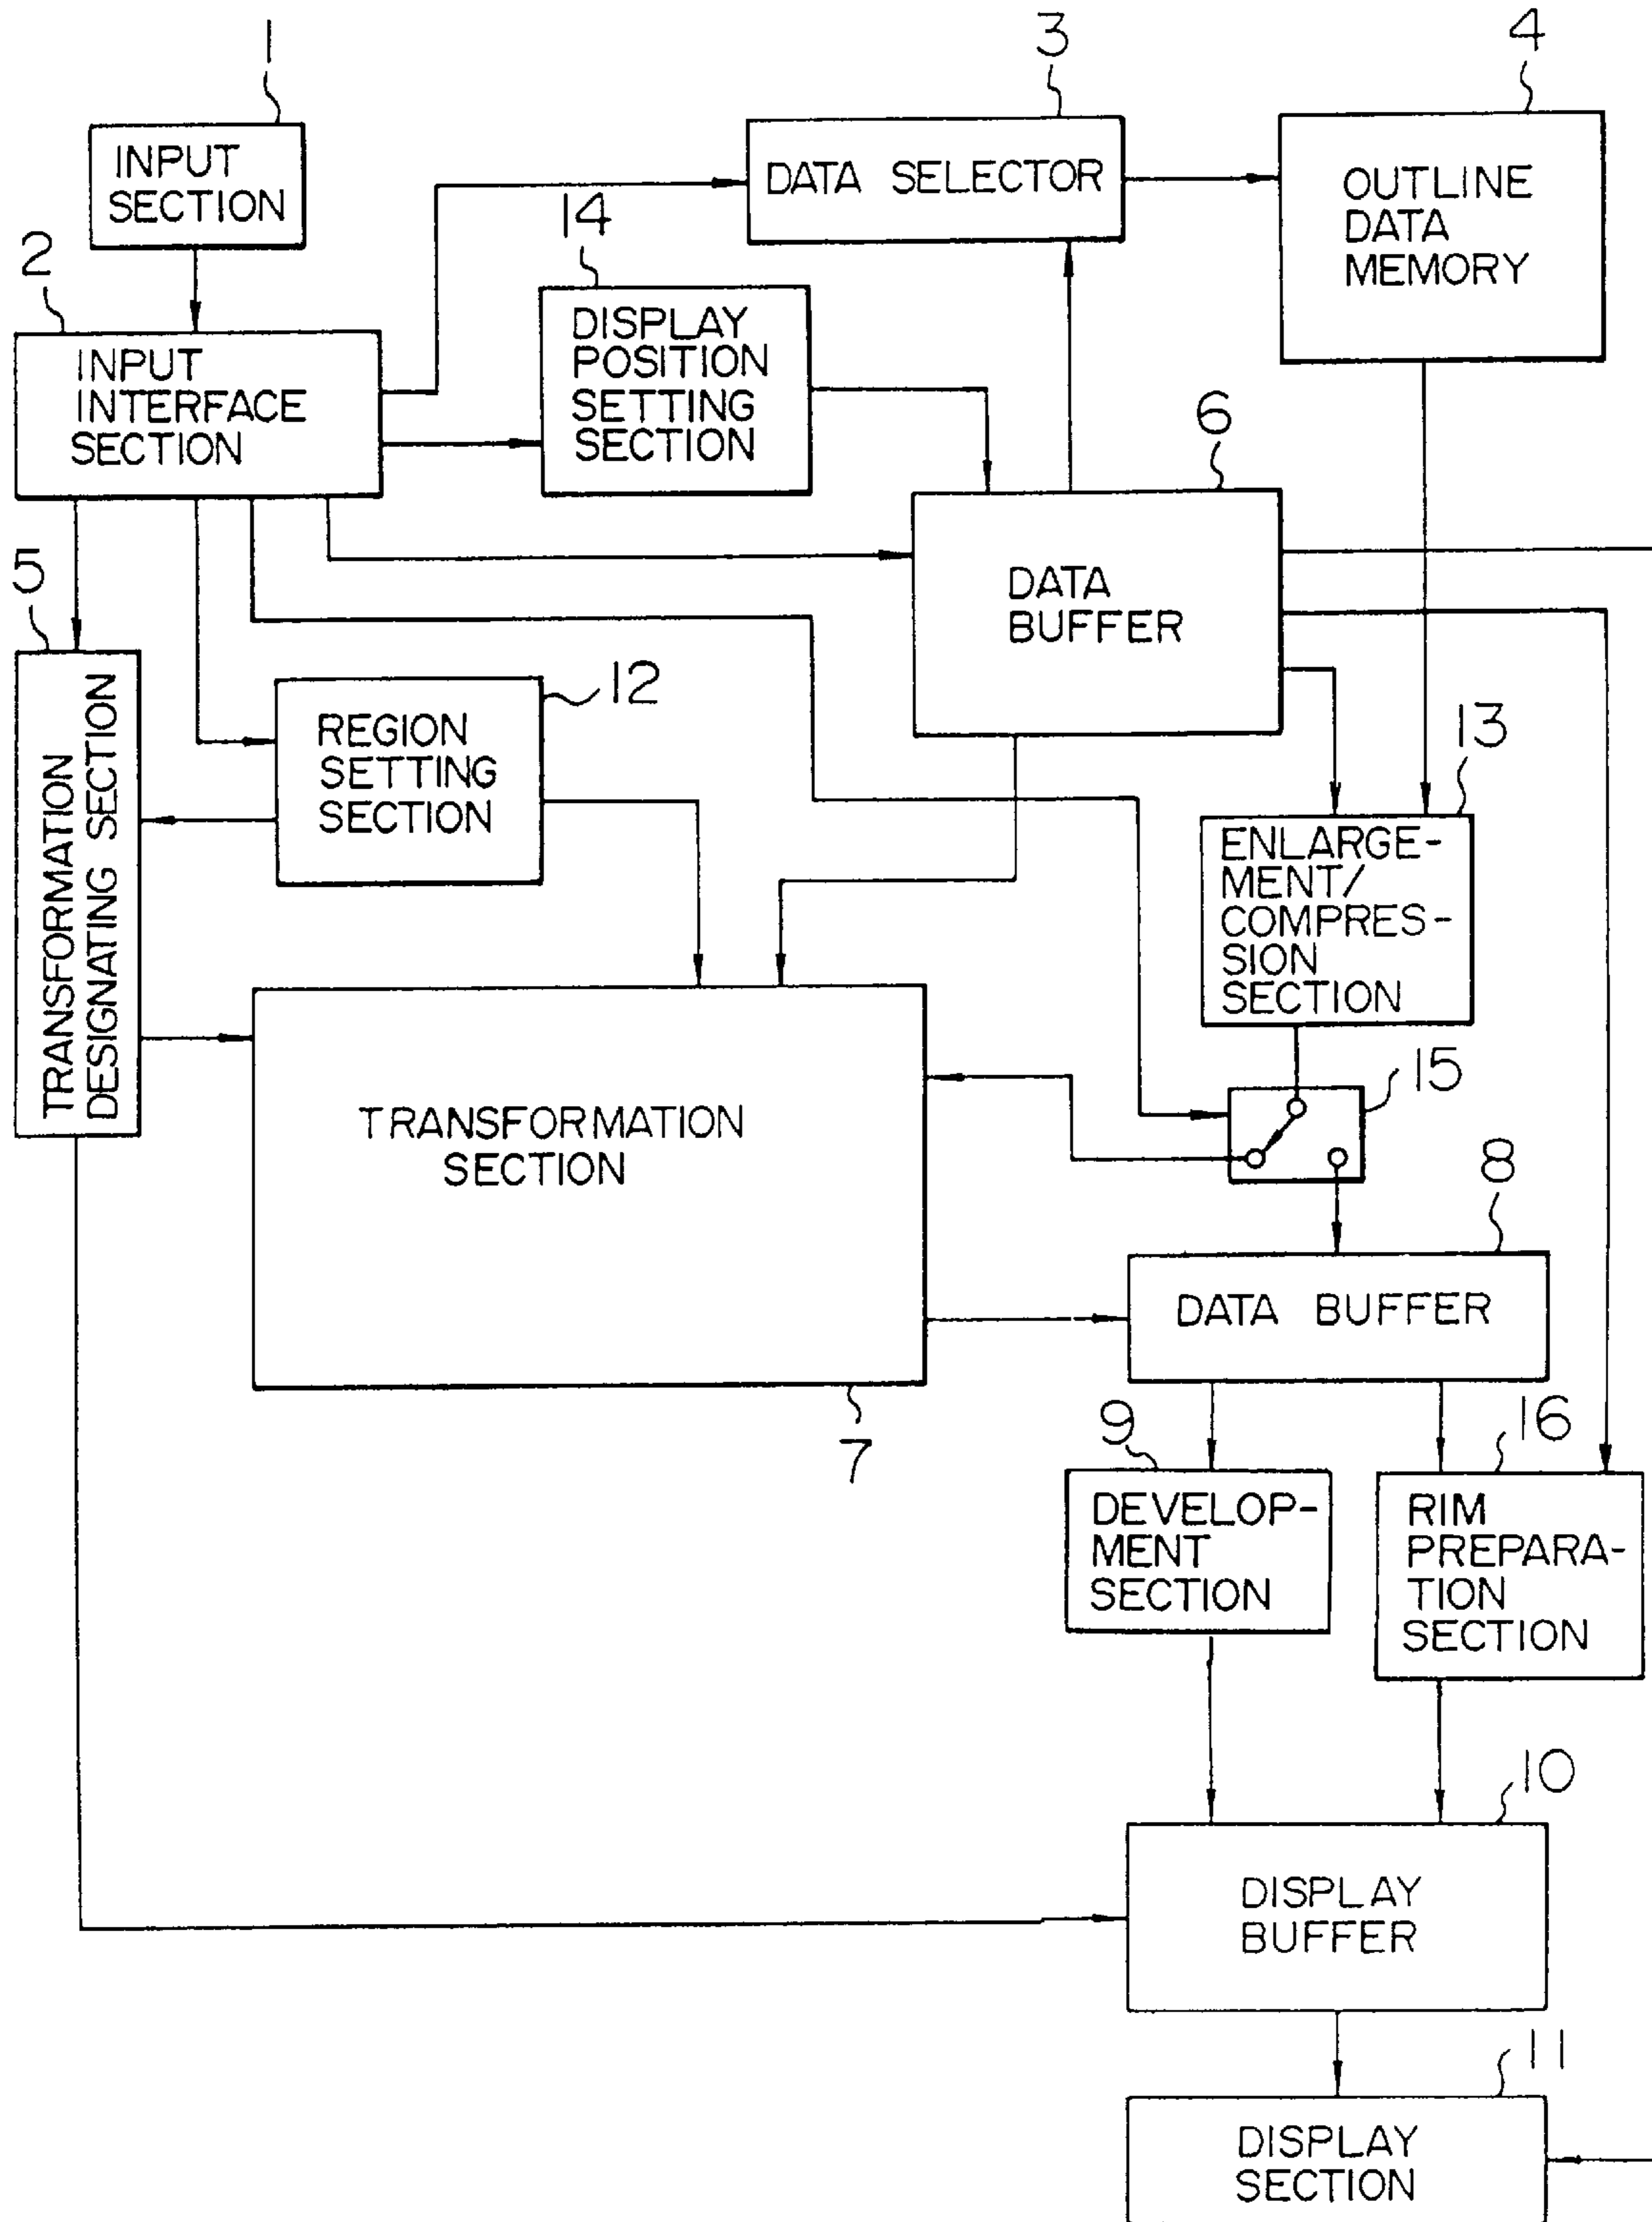 1
3
4
INPUT
SECTION
DATA SELECTOR
OUTLINE
DATA
MEMORY
2
14
INPUT
INTERFACE
SECTION
DISPLAY
POSITION
SETTING
SECTION
6
DATA
BUFFER
5
TRANSFORMATION
DESIGNATING SECTION
12
REGION
SETTING
SECTION
13
ENLARGE-
MENT/
COMPRES-
SION
SECTION
TRANSFORMATION
SECTION
15
8
DATA BUFFER
7
9
16
DEVELOP-
MENT
SECTION
RIM
PREPARA-
TION
SECTION
10
DISPLAY
BUFFER
11
DISPLAY
SECTION